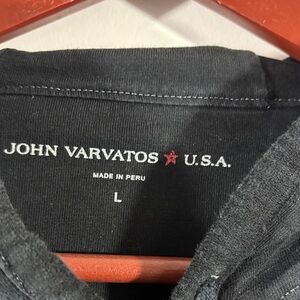 JOHN VARVATOS ★ U.S.A.
MADE IN PERU
L